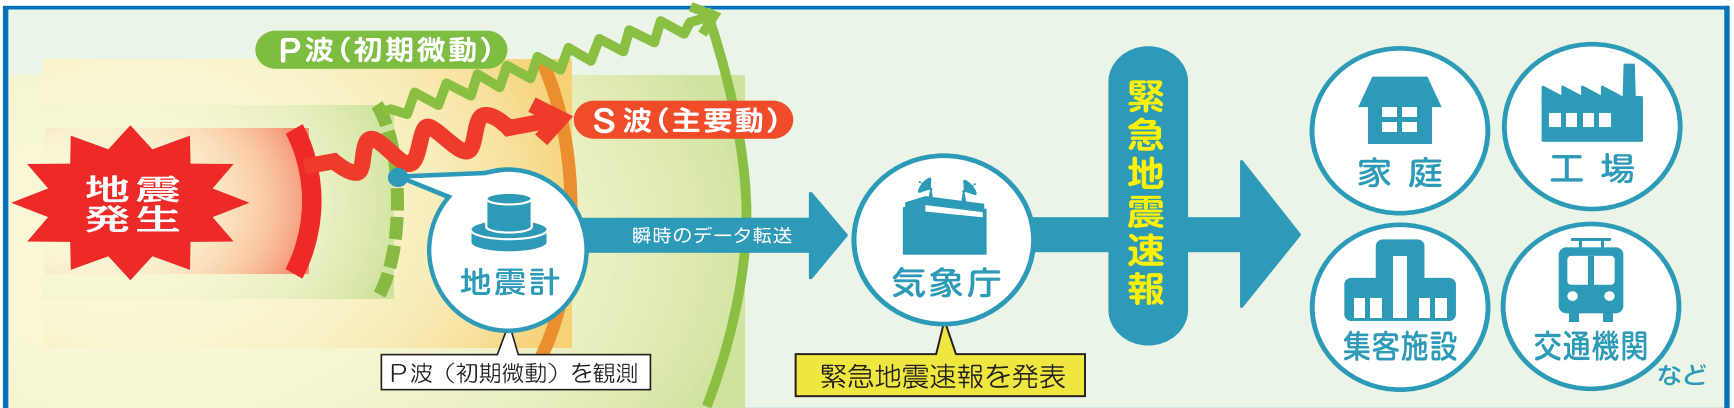 P波（初期微動）
S波（主要動）
地震
発生
地震計
P波（初期微動）を観測
瞬時のデータ転送
気象庁
緊急地震速報を発表
緊急地震速報
家庭
工場
集客施設
交通機関
など